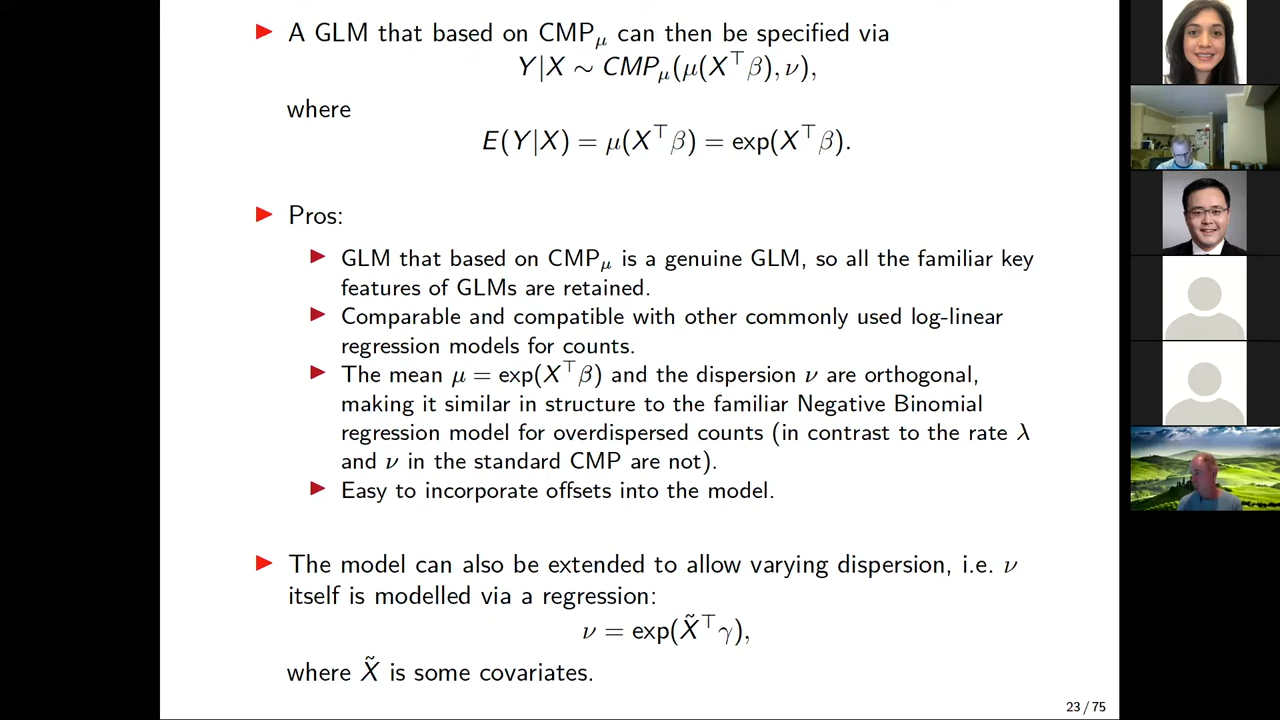 ▶ A GLM that based on CMP_μ can then be specified via
Y|X ∼ CMP_μ(μ(X^⊤β), ν),
where
E(Y|X) = μ(X^⊤β) = exp(X^⊤β).
▶ Pros:
▶ GLM that based on CMP_μ is a genuine GLM, so all the familiar key
features of GLMs are retained.
▶ Comparable and compatible with other commonly used log-linear
regression models for counts.
▶ The mean μ = exp(X^⊤β) and the dispersion ν are orthogonal,
making it similar in structure to the familiar Negative Binomial
regression model for overdispersed counts (in contrast to the rate λ
and ν in the standard CMP are not).
▶ Easy to incorporate offsets into the model.
▶ The model can also be extended to allow varying dispersion, i.e. ν
itself is modelled via a regression:
ν = exp(X̃^⊤γ),
where X̃ is some covariates.
23 / 75